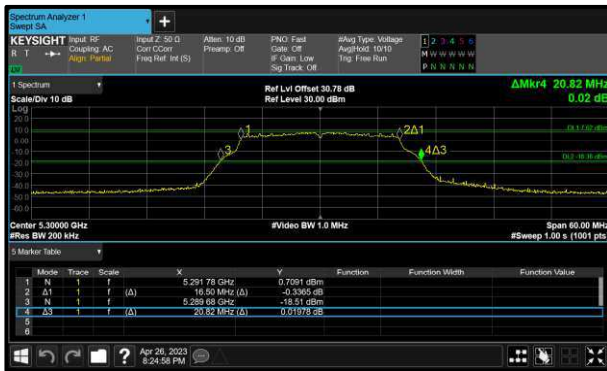 Spectrum Analyzer 1
Swept SA
+
KEYSIGHT Input: RF Input Z: 50 Ω Atten: 10 dB PNO: Fast #Avg Type: Voltage 1 2 3 4 5 6
R T Coupling: AC Corr CCorr Preamp: Off Gate: Off Avg|Hold: 10/10 M W W W W W
Align: Partial Freq Ref: Int (S) IF Gain: Low Trig: Free Run
Sig Track: Off P N N N N N
1 Spectrum Ref Lvl Offset 30.78 dB ΔMkr4 20.82 MHz
Scale/Div 10 dB Ref Level 30.00 dBm 0.02 dB
Log
20.0
10.0
0.00
-10.0
-20.0
-30.0
-40.0
-50.0
-60.0
1
2Δ1
3
4Δ3
Center 5.30000 GHz #Video BW 1.0 MHz Span 60.00 MHz
#Res BW 200 kHz #Sweep 1.00 s (1001 pts)
5 Marker Table
Mode Trace Scale X Y Function Function Width Function Value
1 N 1 f 5.291 78 GHz 0.7091 dBm
2 Δ1 1 f (Δ) 16.50 MHz (Δ) -0.3365 dB
3 N 1 f 5.289 68 GHz -18.51 dBm
4 Δ3 1 f (Δ) 20.82 MHz (Δ) 0.01978 dB
5
6
? Apr 26, 2023
8:24:58 PM